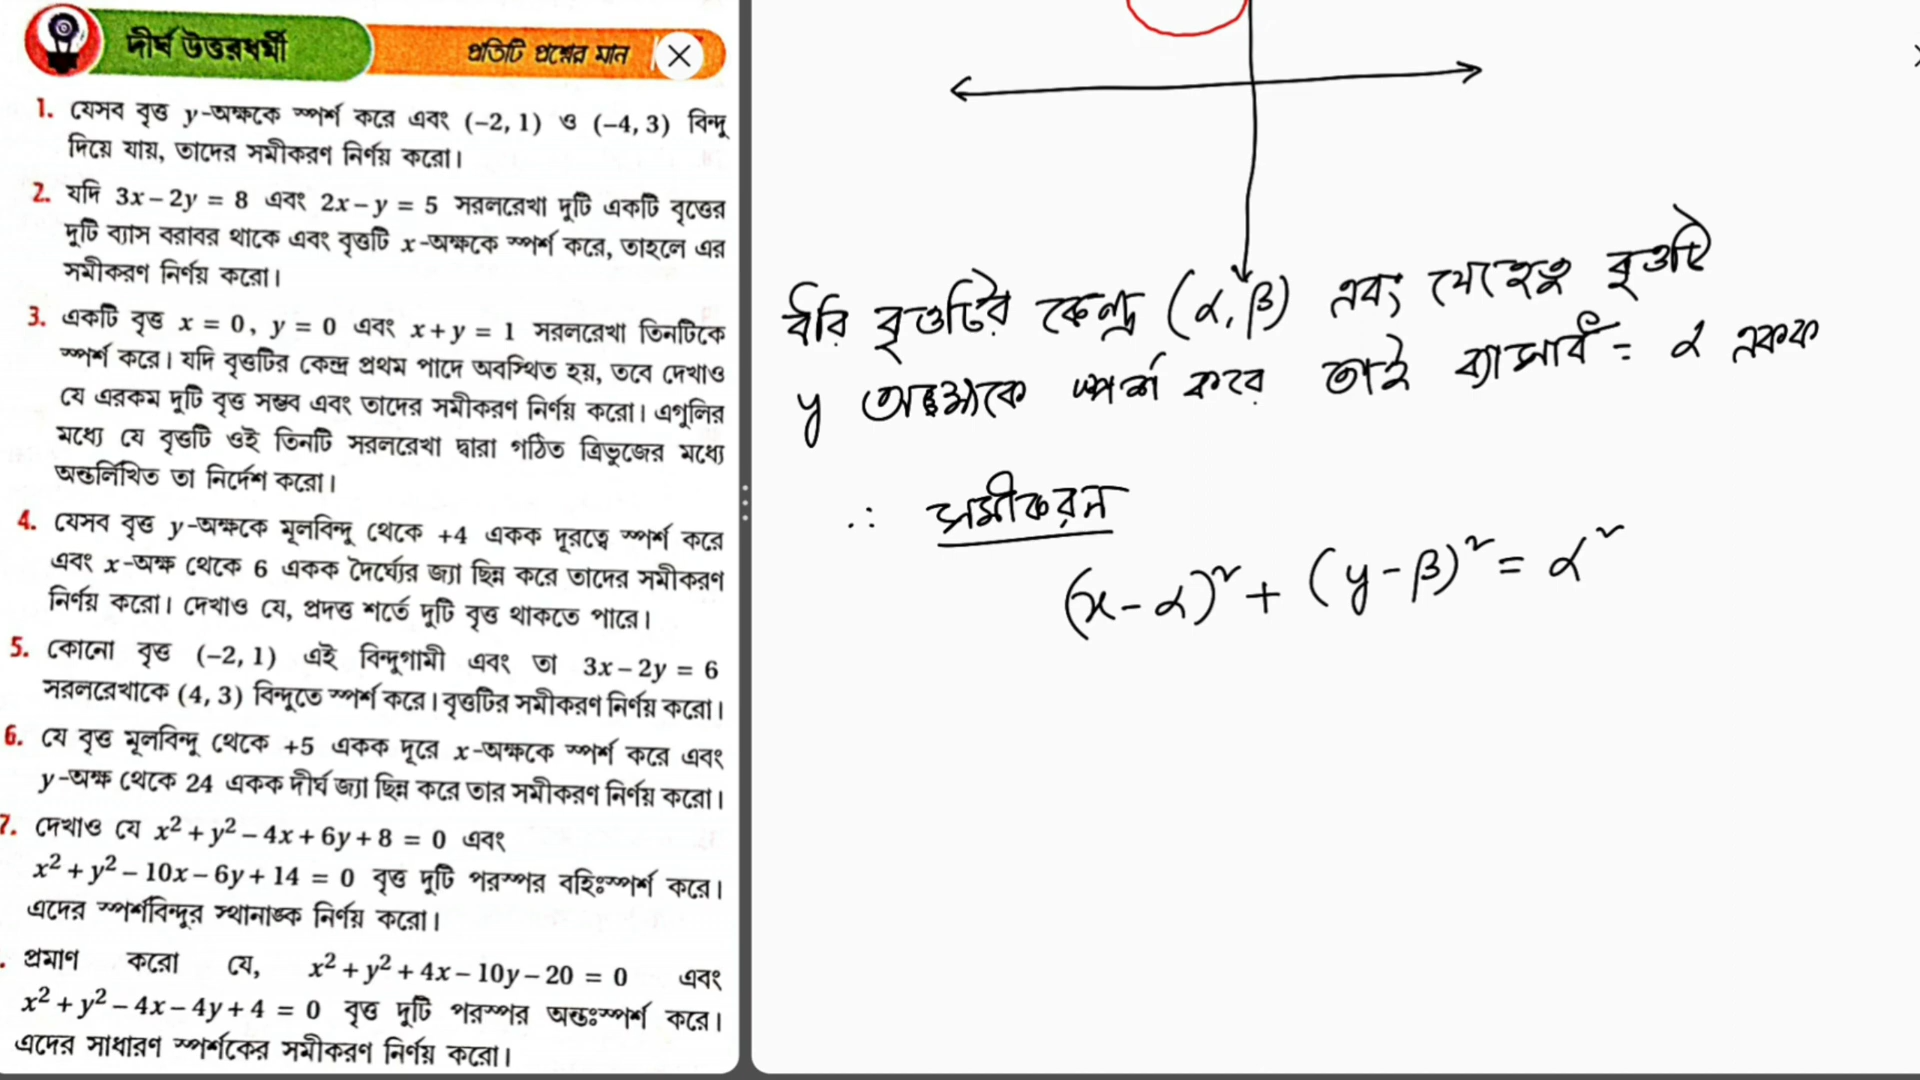 দীর্ঘ উত্তরধর্মী
প্রতিটি প্রশ্নের মান
1. যেসব বৃত্ত y-অক্ষকে স্পর্শ করে এবং (−2, 1) ও (−4, 3) বিন্দু
দিয়ে যায়, তাদের সমীকরণ নির্ণয় করো।
2. যদি 3x − 2y = 8 এবং 2x − y = 5 সরলরেখা দুটি একটি বৃত্তের
দুটি ব্যাস বরাবর থাকে এবং বৃত্তটি x-অক্ষকে স্পর্শ করে, তাহলে এর
সমীকরণ নির্ণয় করো।
3. একটি বৃত্ত x = 0, y = 0 এবং x + y = 1 সরলরেখা তিনটিকে
স্পর্শ করে। যদি বৃত্তটির কেন্দ্র প্রথম পাদে অবস্থিত হয়, তবে দেখাও
যে এরকম দুটি বৃত্ত সম্ভব এবং তাদের সমীকরণ নির্ণয় করো। এগুলির
মধ্যে যে বৃত্তটি ওই তিনটি সরলরেখা দ্বারা গঠিত ত্রিভুজের মধ্যে
অন্তর্লিখিত তা নির্দেশ করো।
4. যেসব বৃত্ত y-অক্ষকে মূলবিন্দু থেকে +4 একক দূরত্বে স্পর্শ করে
এবং x-অক্ষ থেকে 6 একক দৈর্ঘ্যের জ্যা ছিন্ন করে তাদের সমীকরণ
নির্ণয় করো। দেখাও যে, প্রদত্ত শর্তে দুটি বৃত্ত থাকতে পারে।
5. কোনো বৃত্ত (−2, 1) এই বিন্দুগামী এবং তা 3x − 2y = 6
সরলরেখাকে (4, 3) বিন্দুতে স্পর্শ করে। বৃত্তটির সমীকরণ নির্ণয় করো।
6. যে বৃত্ত মূলবিন্দু থেকে +5 একক দূরে x-অক্ষকে স্পর্শ করে এবং
y-অক্ষ থেকে 24 একক দীর্ঘ জ্যা ছিন্ন করে তার সমীকরণ নির্ণয় করো।
7. দেখাও যে x² + y² − 4x + 6y + 8 = 0 এবং
x² + y² − 10x − 6y + 14 = 0 বৃত্ত দুটি পরস্পর বহিঃস্পর্শ করে।
এদের স্পর্শবিন্দুর স্থানাঙ্ক নির্ণয় করো।
. প্রমাণ করো যে, x² + y² + 4x − 10y − 20 = 0 এবং
x² + y² − 4x − 4y + 4 = 0 বৃত্ত দুটি পরস্পর অন্তঃস্পর্শ করে।
এদের সাধারণ স্পর্শকের সমীকরণ নির্ণয় করো।
ধরি বৃত্তটির কেন্দ্র (α, β) এবং যেহেতু বৃত্তটি
y অক্ষকে স্পর্শ করে তাই ব্যাসার্ধ = α একক
∴ সমীকরন
(x − α)² + (y − β)² = α²